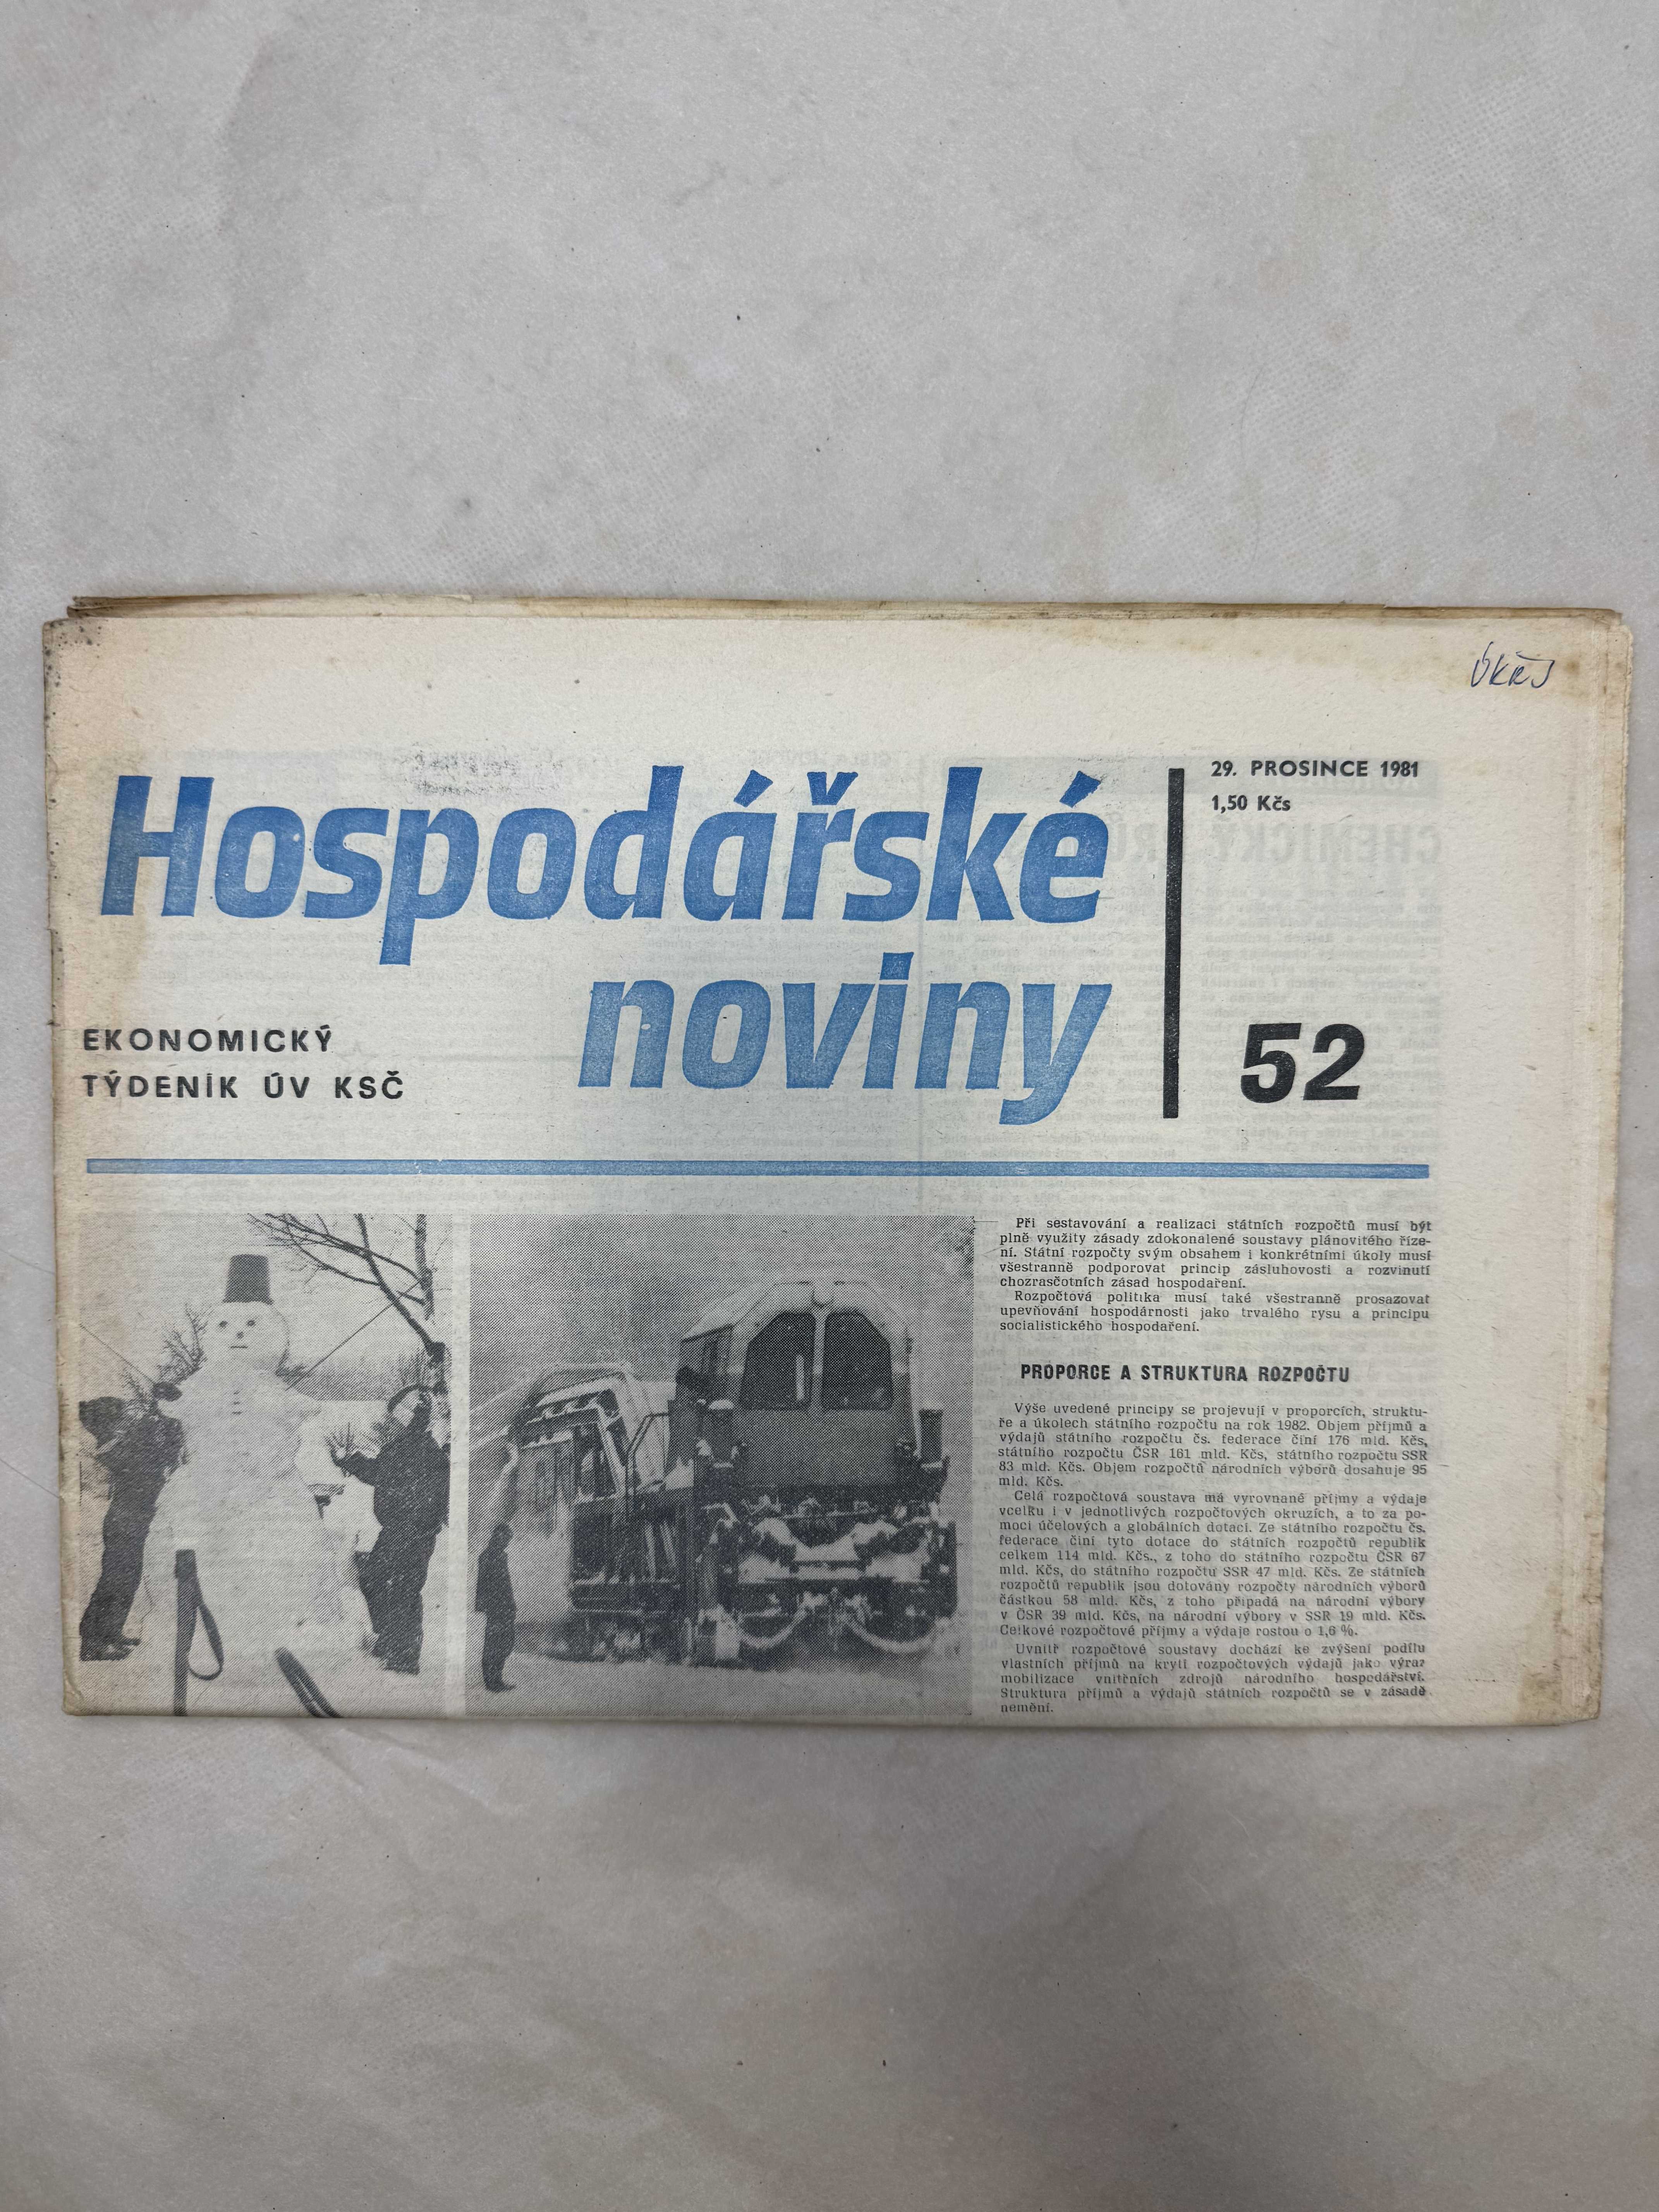 ÚKŘJ
Hospodářské
noviny
EKONOMICKÝ
TÝDENÍK ÚV KSČ
29. PROSINCE 1981
1,50 Kčs
52
Při sestavování a realizaci státních rozpočtů musí být
plně využity zásady zdokonalené soustavy plánovitého říze-
ní. Státní rozpočty svým obsahem i konkrétními úkoly musí
všestranně podporovat princip zásluhovosti a rozvinutí
chozrasčotních zásad hospodaření.
Rozpočtová politika musí také všestranně prosazovat
upevňování hospodárnosti jako trvalého rysu a principu
socialistického hospodaření.
PROPORCE A STRUKTURA ROZPOČTU
Výše uvedené principy se projevují v proporcích, struktu-
ře a úkolech státního rozpočtu na rok 1982. Objem příjmů a
výdajů státního rozpočtu čs. federace činí 176 mld. Kčs,
státního rozpočtu ČSR 161 mld. Kčs, státního rozpočtu SSR
83 mld. Kčs. Objem rozpočtů národních výborů dosahuje 95
mld. Kčs.
Celá rozpočtová soustava má vyrovnané příjmy a výdaje
vcelku i v jednotlivých rozpočtových okruzích, a to za po-
moci účelových a globálních dotací. Ze státního rozpočtu čs.
federace činí tyto dotace do státních rozpočtů republik
celkem 114 mld. Kčs., z toho do státního rozpočtu ČSR 67
mld. Kčs, do státního rozpočtu SSR 47 mld. Kčs. Ze státních
rozpočtů republik jsou dotovány rozpočty národních výborů
částkou 58 mld. Kčs, z toho připadá na národní výbory
v ČSR 39 mld. Kčs, na národní výbory v SSR 19 mld. Kčs.
Celkové rozpočtové příjmy a výdaje rostou o 1,6 %.
Uvnitř rozpočtové soustavy dochází ke zvýšení podílu
vlastních příjmů na krytí rozpočtových výdajů jako výraz
mobilizace vnitřních zdrojů národního hospodářství.
Struktura příjmů a výdajů státních rozpočtů se v zásadě
nemění.